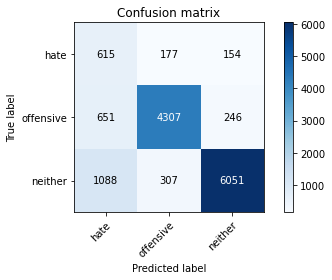 Confusion matrix
hate 615 177 154
offensive 651 4307 246
neither 1088 307 6051
hate offensive neither
True label
Predicted label
6000
5000
4000
3000
2000
1000